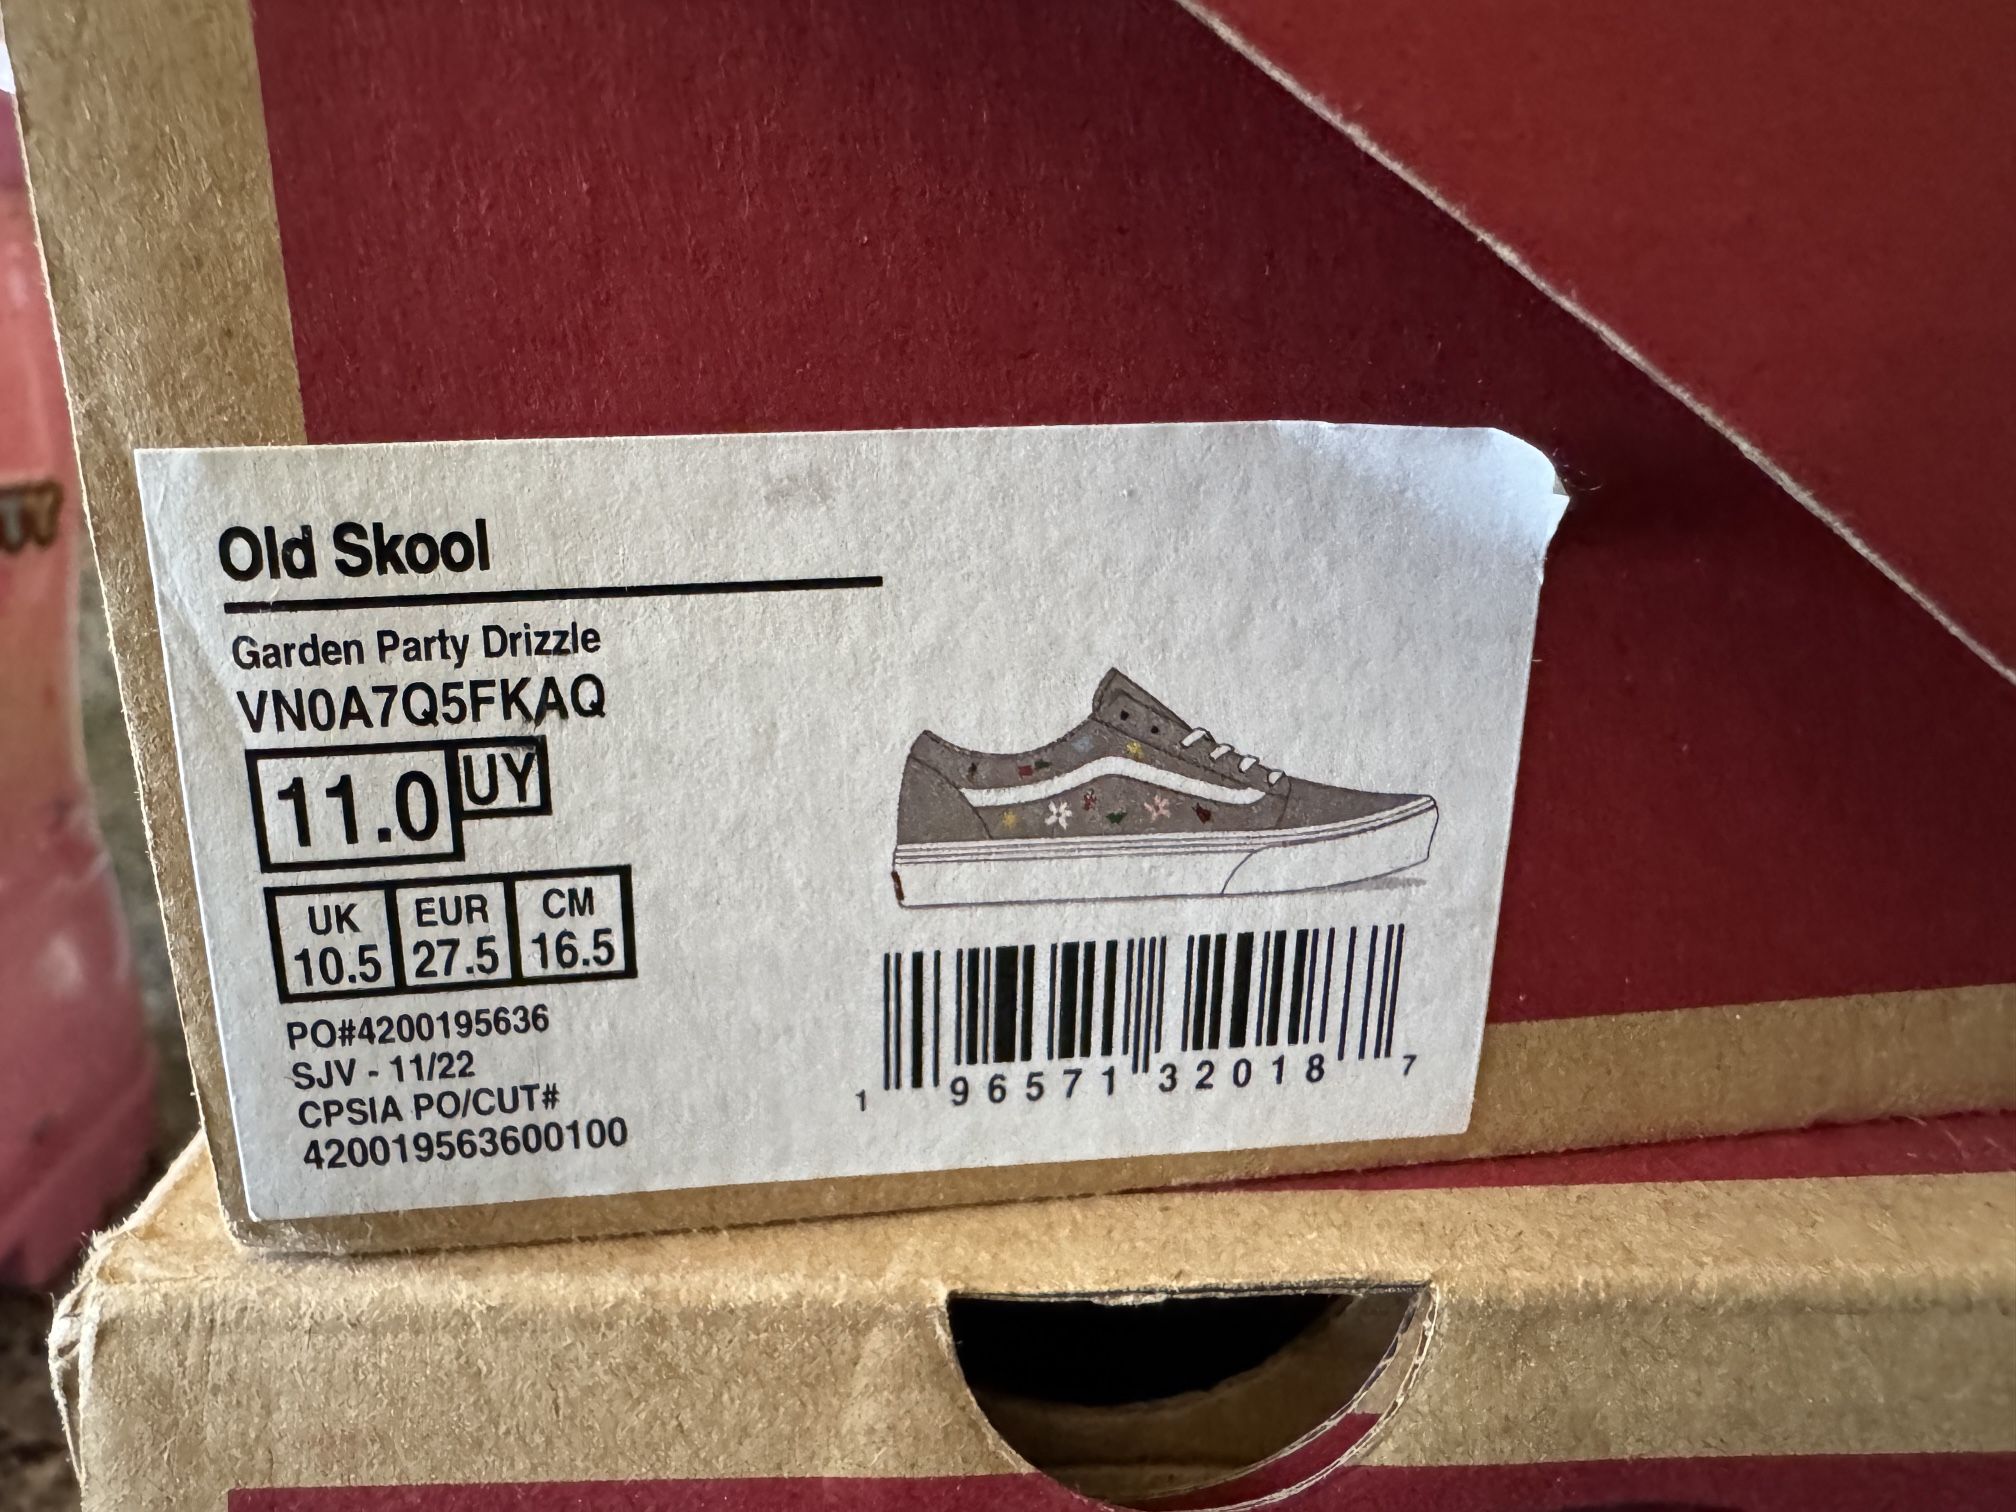 Old Skool
Garden Party Drizzle
VN0A7Q5FKAQ
11.0 UY
UK EUR CM
10.5 27.5 16.5
PO#4200195636
SJV - 11/22
CPSIA PO/CUT#
420019563600100
1 96571 32018 7
TY